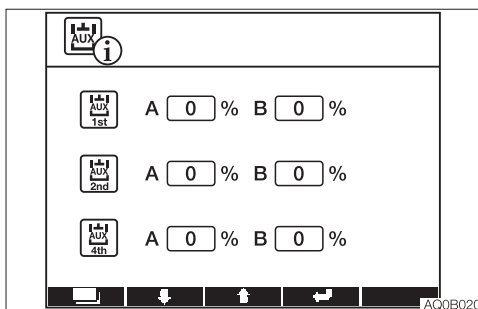 AUX i
AUX 1st A 0 % B 0 %
AUX 2nd A 0 % B 0 %
AUX 4th A 0 % B 0 %
AQ0B020